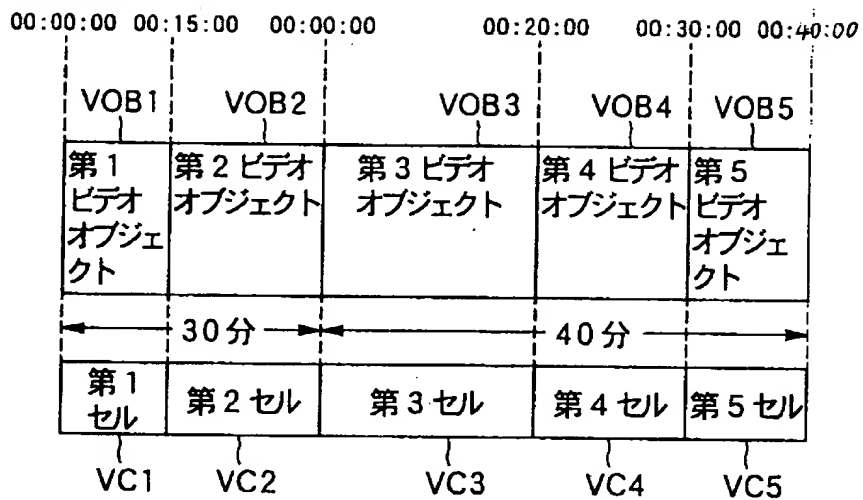 00:00:00 00:15:00 00:00:00 00:20:00 00:30:00 00:40:00
VOB1 VOB2 VOB3 VOB4 VOB5
第1
ビデオ
オブジェ
クト
第2ビデオ
オブジェクト
第3ビデオ
オブジェクト
第4ビデオ
オブジェクト
第5
ビデオ
オブジェ
クト
30分 40分
第1
セル
第2セル
第3セル
第4セル
第5セル
VC1 VC2 VC3 VC4 VC5